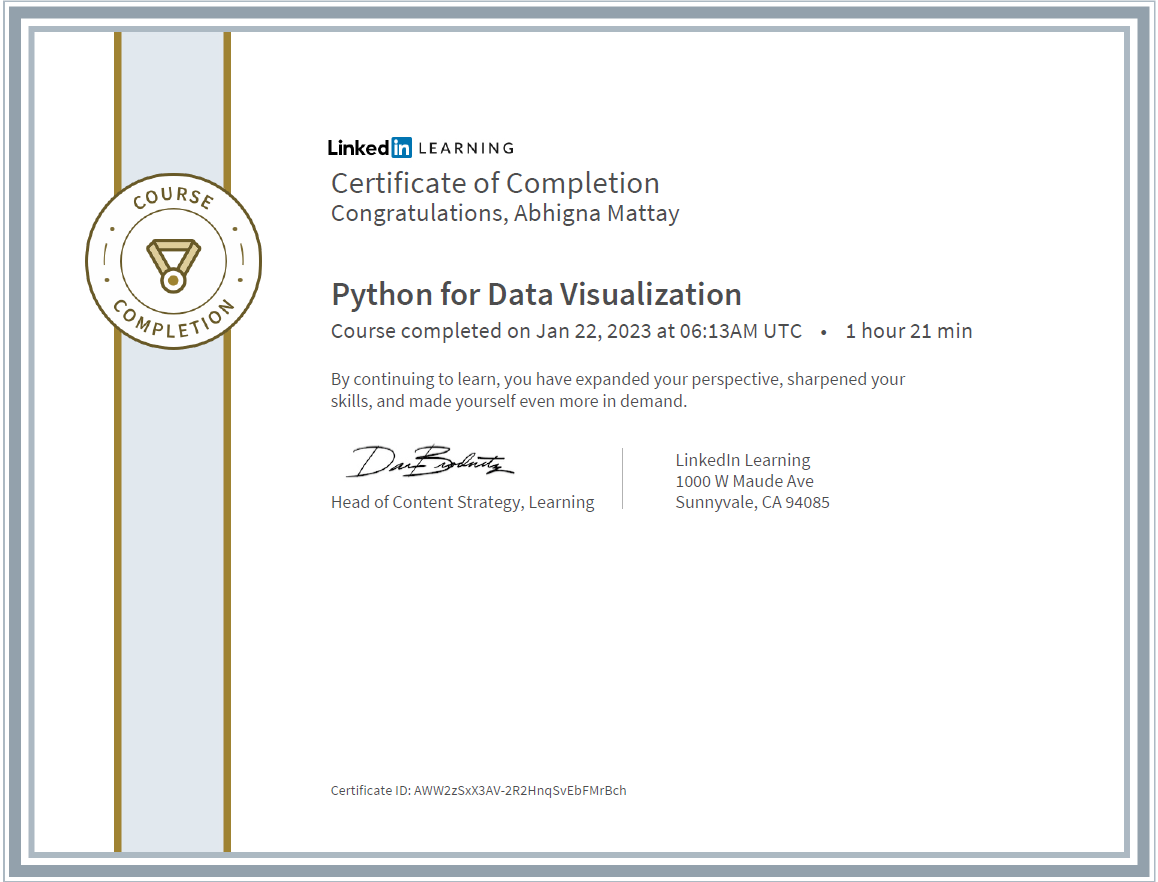 LinkedIn LEARNING
Certificate of Completion
Congratulations, Abhigna Mattay
COURSE
COMPLETION
Python for Data Visualization
Course completed on Jan 22, 2023 at 06:13AM UTC • 1 hour 21 min
By continuing to learn, you have expanded your perspective, sharpened your
skills, and made yourself even more in demand.
Head of Content Strategy, Learning
LinkedIn Learning
1000 W Maude Ave
Sunnyvale, CA 94085
Certificate ID: AWW2zSxX3AV-2R2HnqSvEbFMrBch